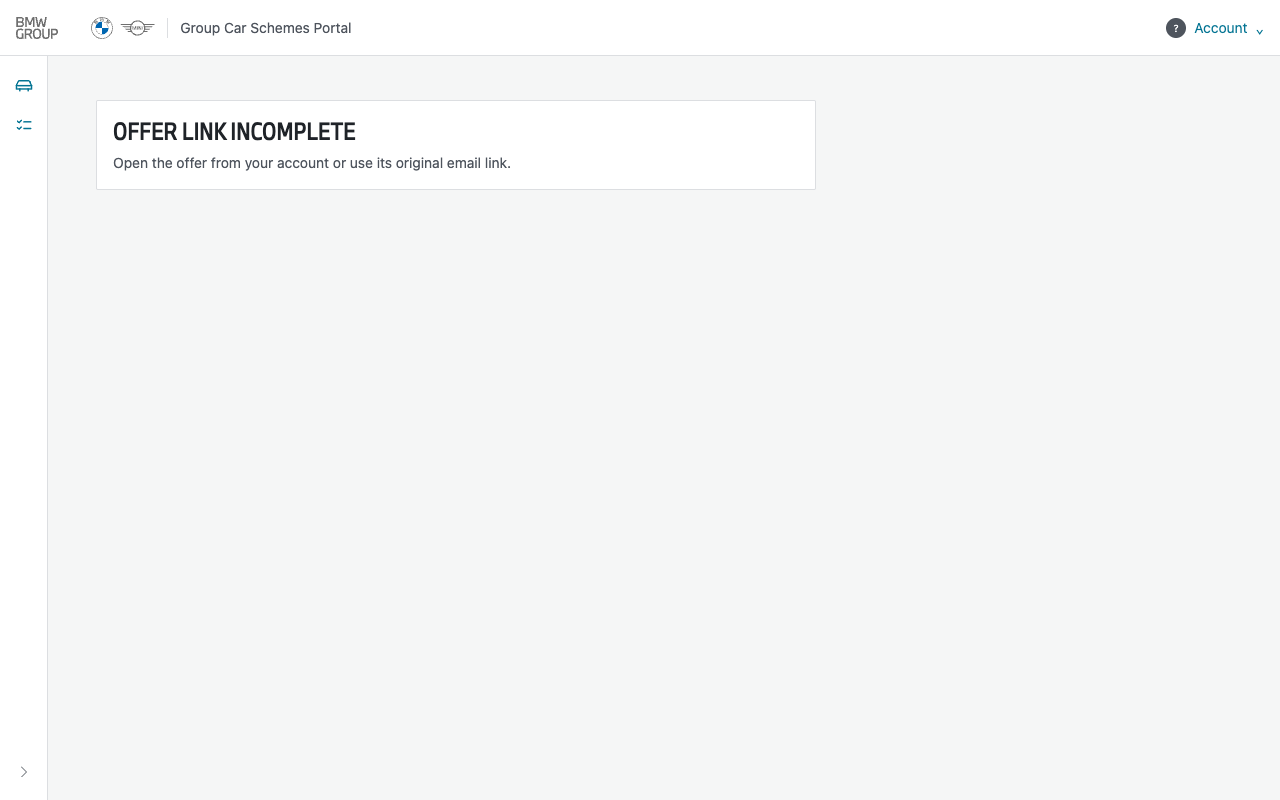 BMW
GROUP
Group Car Schemes Portal
?
Account
OFFER LINK INCOMPLETE
Open the offer from your account or use its original email link.